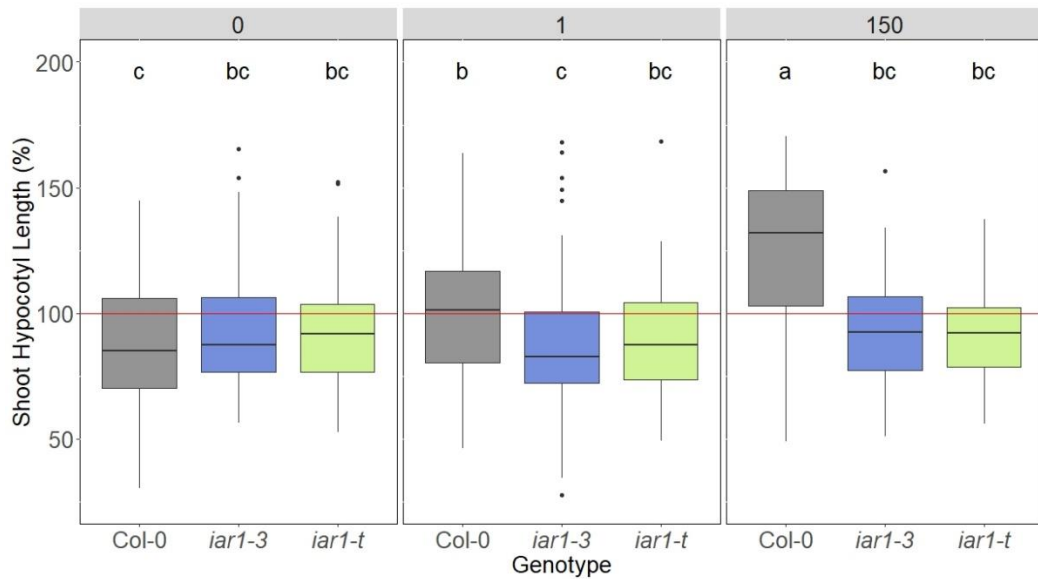 0 1 150
200 c bc bc b c bc a bc bc
150
100
50
Shoot Hypocotyl Length (%)
Col-0 iar1-3 iar1-t Col-0 iar1-3 iar1-t Col-0 iar1-3 iar1-t
Genotype